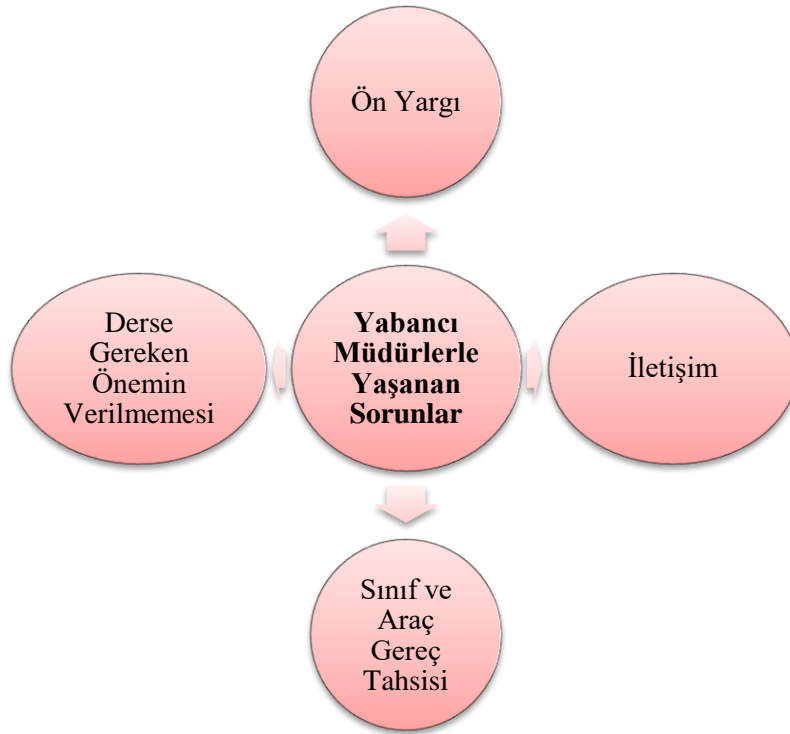 Ön Yargı
Derse
Gereken
Önemin
Verilmemesi
Yabancı
Müdürlerle
Yaşanan
Sorunlar
İletişim
Sınıf ve
Araç
Gereç
Tahsisi